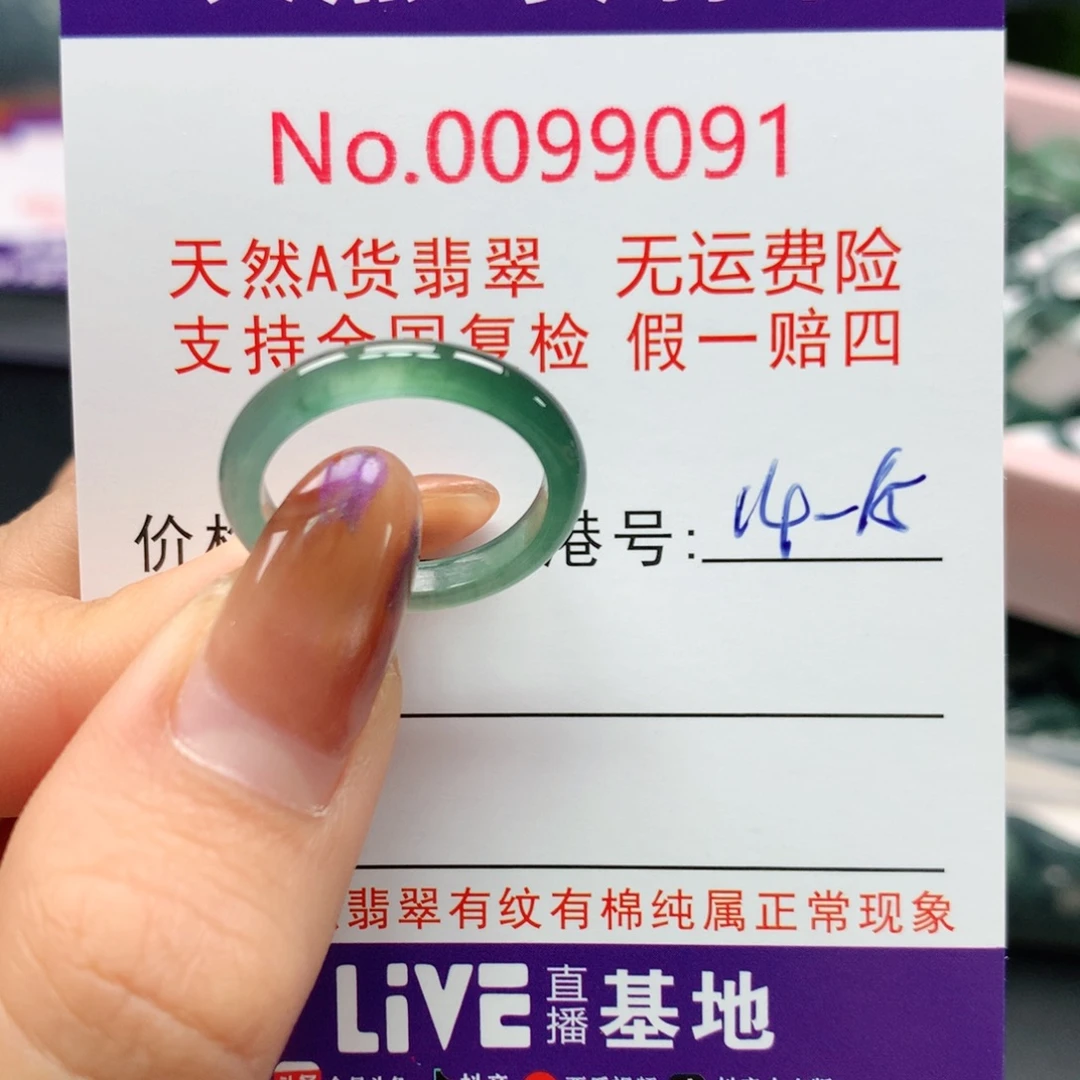 No.0099091
天然A货翡翠 无运费险
支持全国复检 假一赔四
价 港号:
翡翠有纹有棉纯属正常现象
LiVE 直播 基地